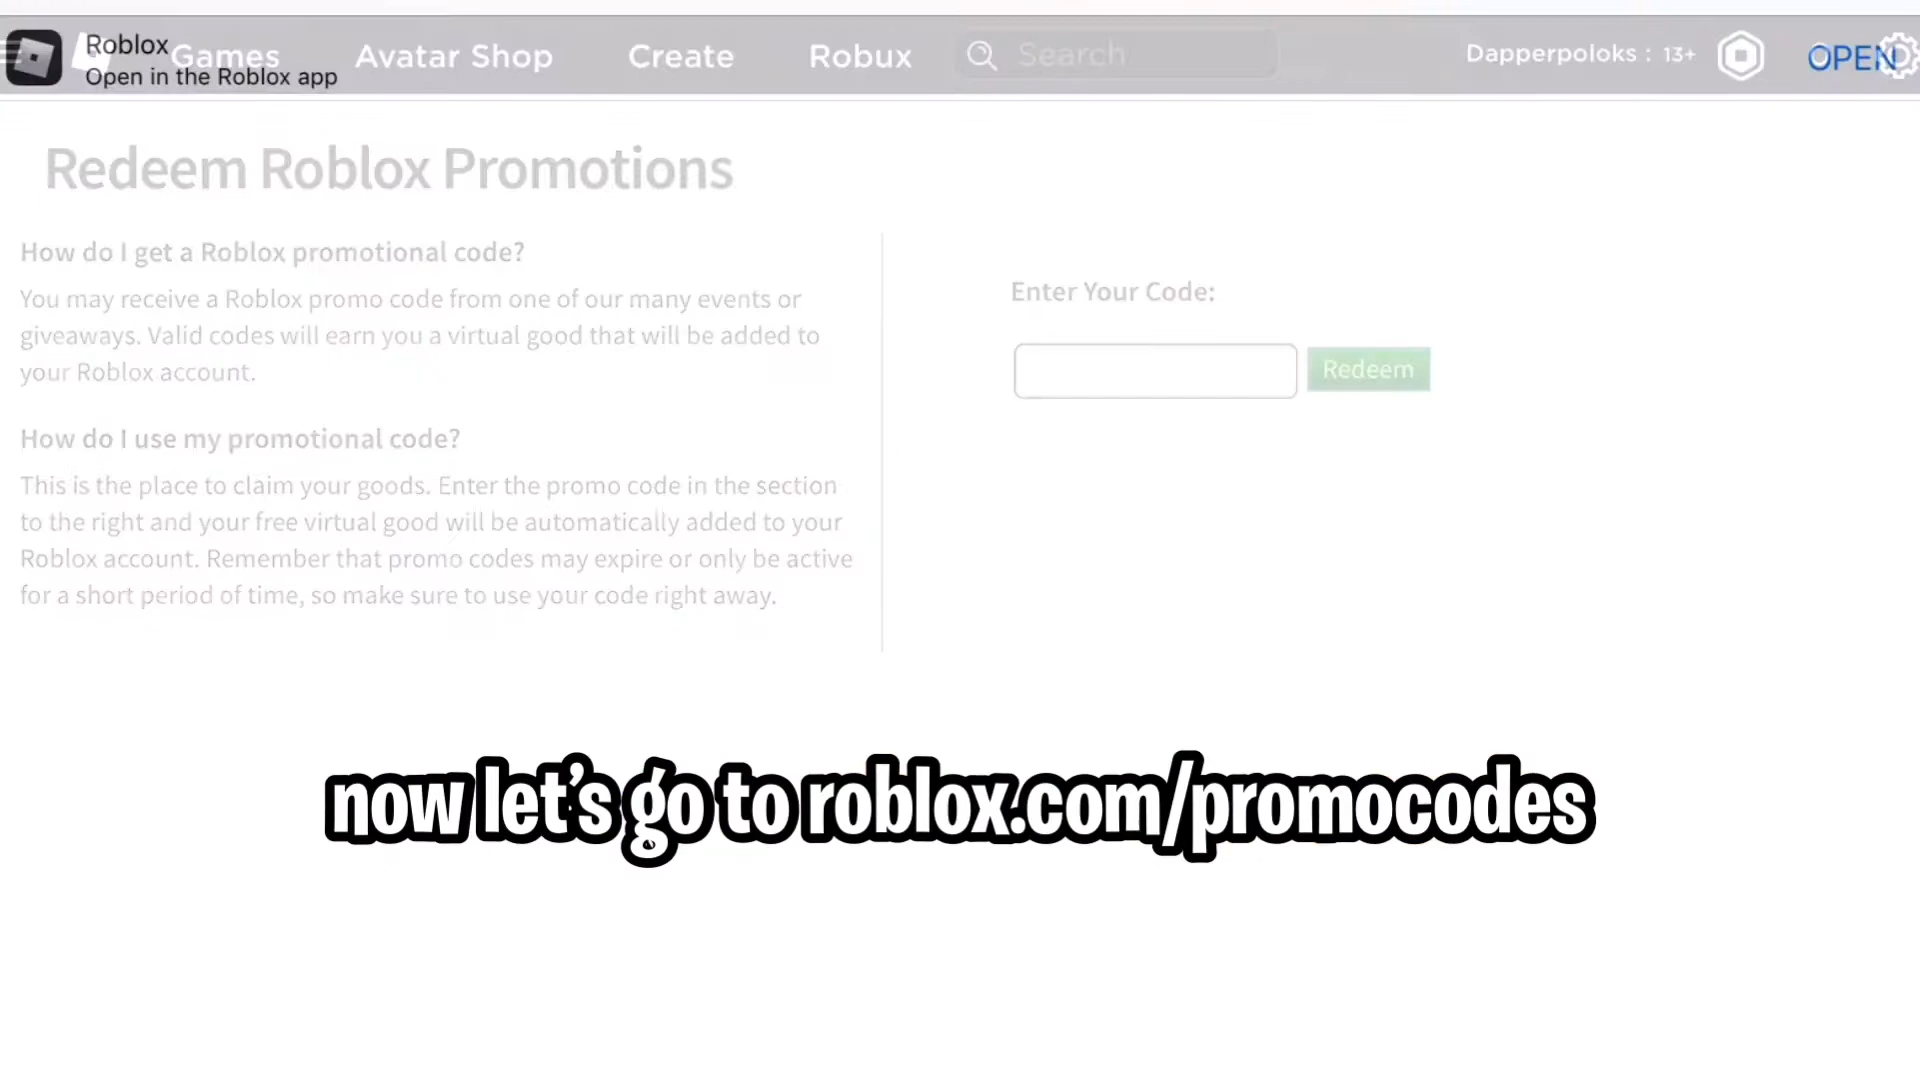 Roblox
Open in the Roblox app
Games
Avatar Shop
Create
Robux
Search
Dapperpoloks : 13+
OPEN
Redeem Roblox Promotions
How do I get a Roblox promotional code?
You may receive a Roblox promo code from one of our many events or
giveaways. Valid codes will earn you a virtual good that will be added to
your Roblox account.
How do I use my promotional code?
This is the place to claim your goods. Enter the promo code in the section
to the right and your free virtual good will be automatically added to your
Roblox account. Remember that promo codes may expire or only be active
for a short period of time, so make sure to use your code right away.
Enter Your Code:
Redeem
now let's go to roblox.com/promocodes